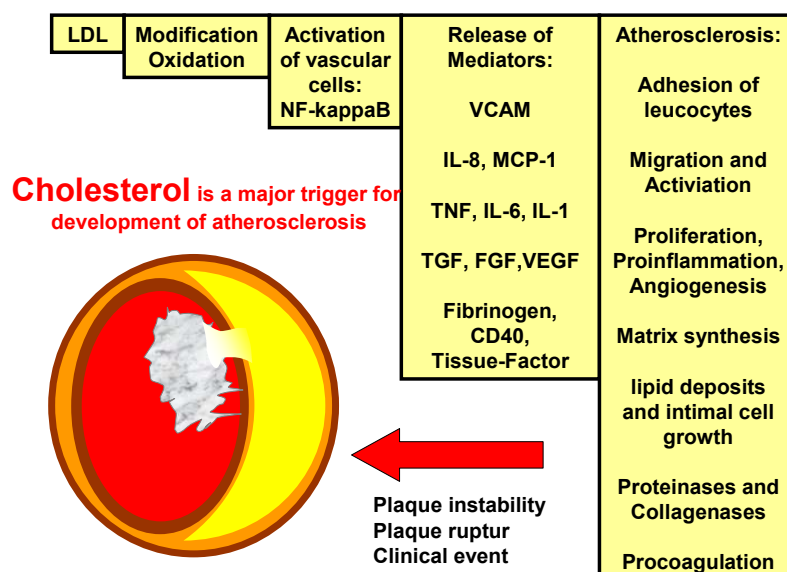 LDL
Modification
Oxidation
Activation
of vascular
cells:
NF-kappaB
Release of
Mediators:
VCAM
IL-8, MCP-1
TNF, IL-6, IL-1
TGF, FGF,VEGF
Fibrinogen,
CD40,
Tissue-Factor
Atherosclerosis:
Adhesion of
leucocytes
Migration and
Activiation
Proliferation,
Proinflammation,
Angiogenesis
Matrix synthesis
lipid deposits
and intimal cell
growth
Proteinases and
Collagenases
Procoagulation
Cholesterol is a major trigger for
development of atherosclerosis
Plaque instability
Plaque ruptur
Clinical event